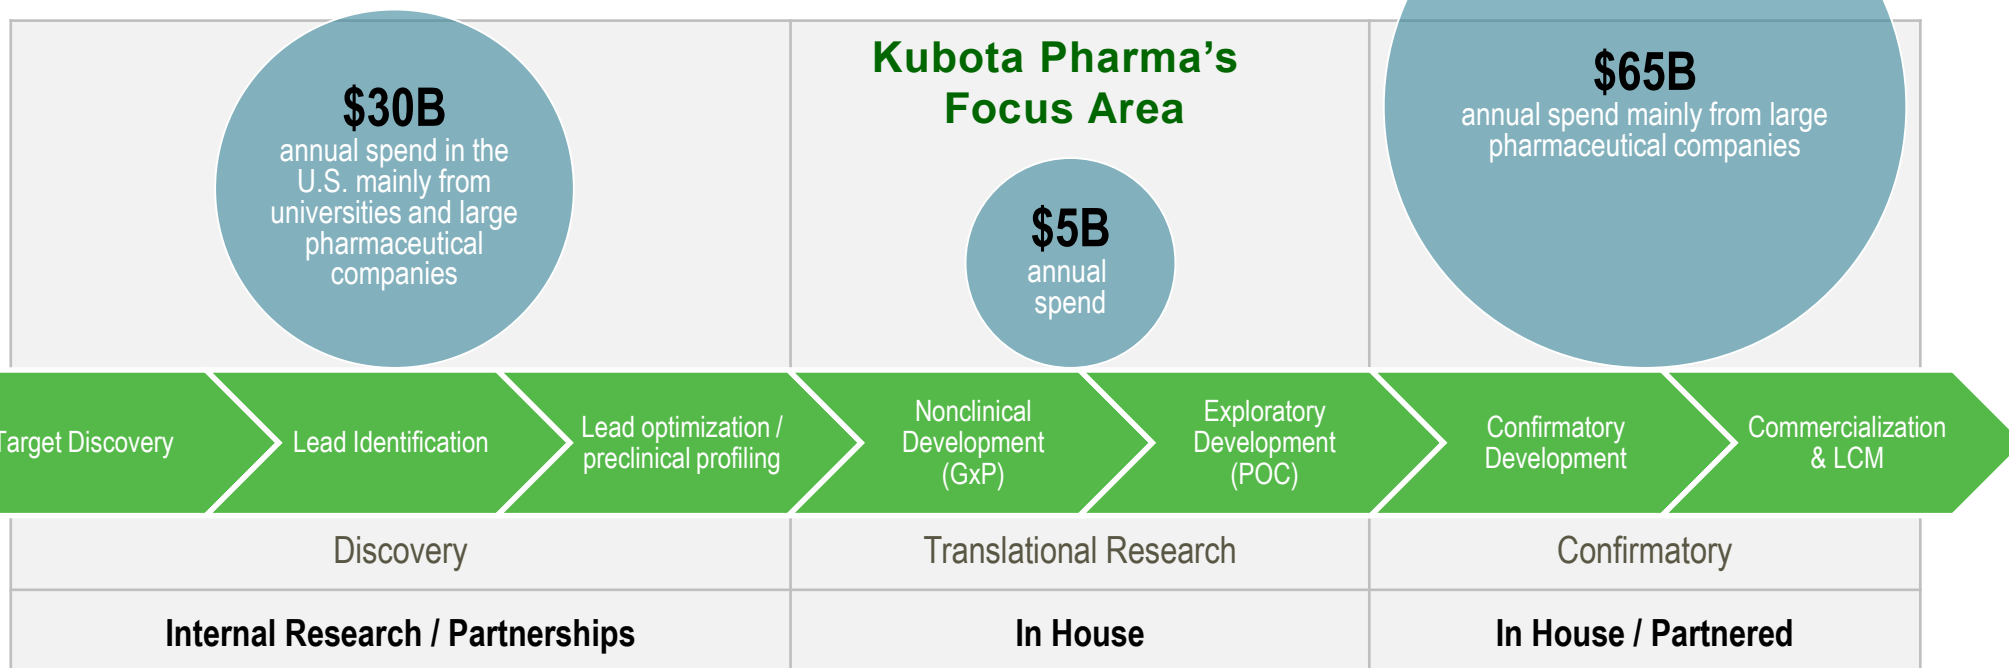 $30B
annual spend in the
U.S. mainly from
universities and large
pharmaceutical
companies
Kubota Pharma’s
Focus Area
$5B
annual
spend
$65B
annual spend mainly from large
pharmaceutical companies
Target Discovery
Lead Identification
Lead optimization /
preclinical profiling
Nonclinical
Development
(GxP)
Exploratory
Development
(POC)
Confirmatory
Development
Commercialization
& LCM
Discovery
Translational Research
Confirmatory
Internal Research / Partnerships
In House
In House / Partnered